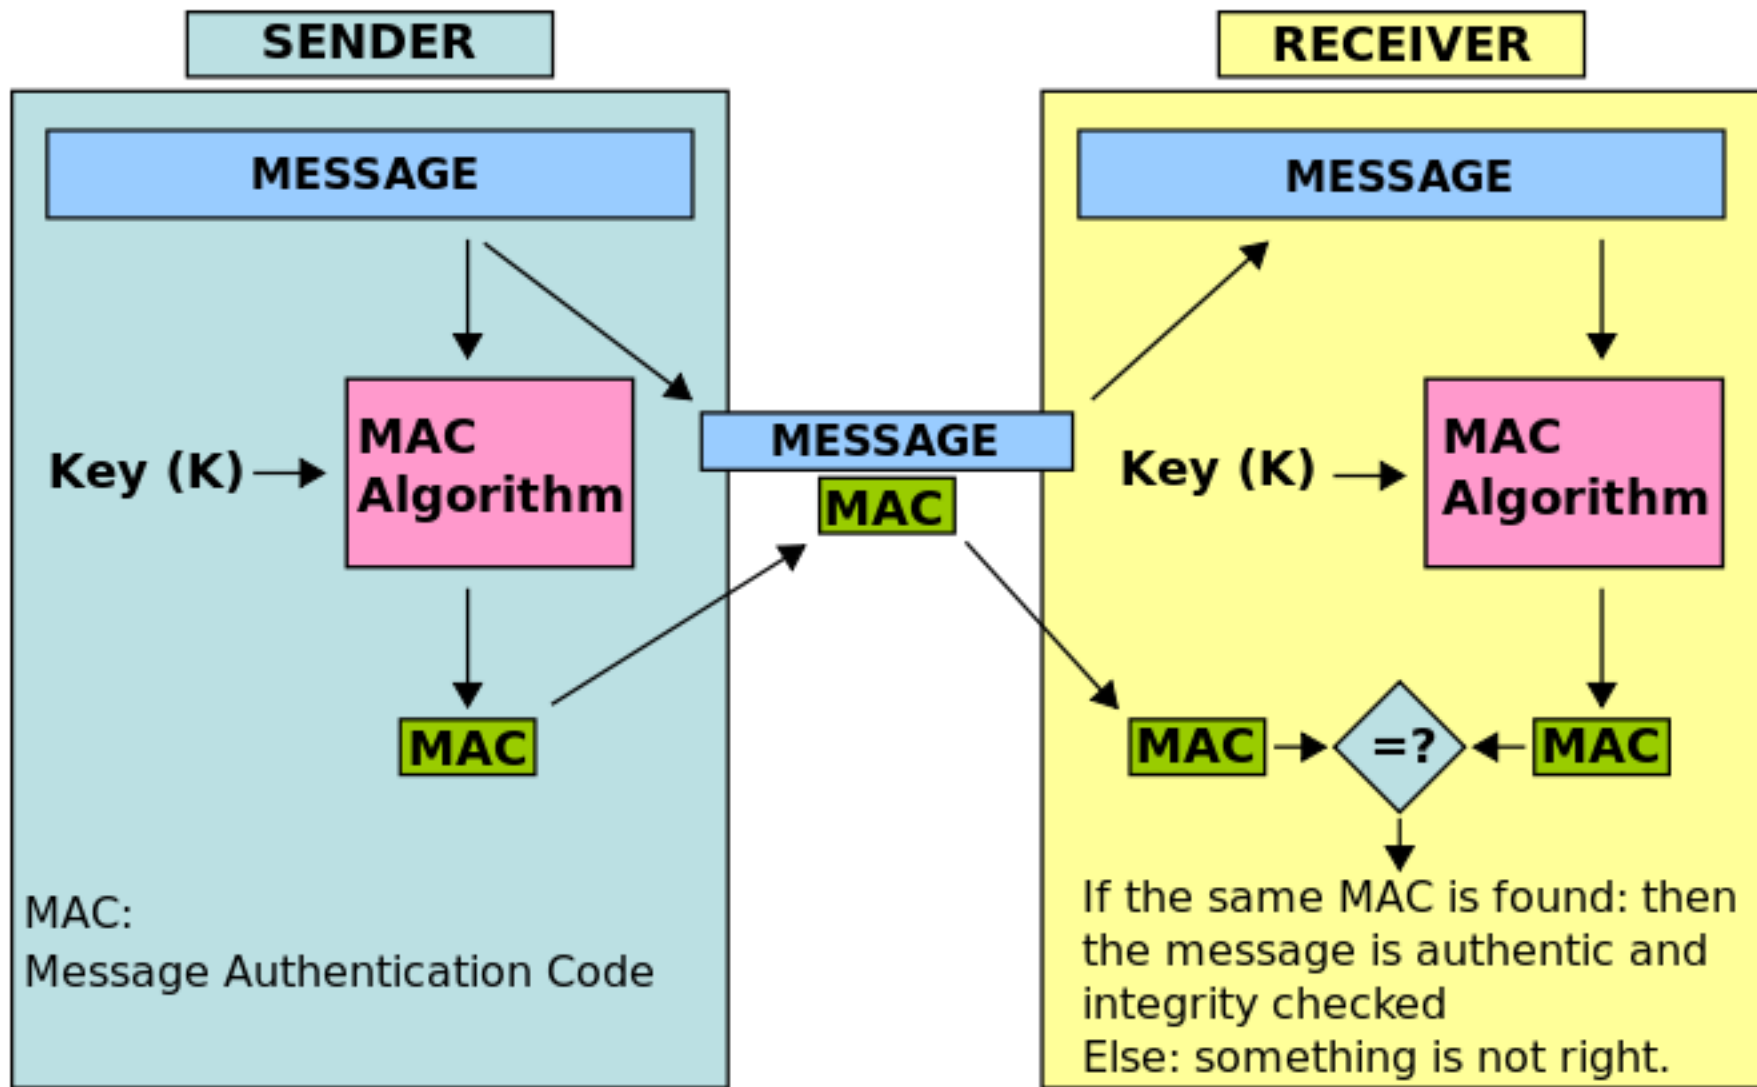 SENDER
MESSAGE
Key (K)
MAC
Algorithm
MAC
MAC:
Message Authentication Code
MESSAGE
MAC
RECEIVER
MESSAGE
Key (K)
MAC
Algorithm
MAC
=?
MAC
If the same MAC is found: then
the message is authentic and
integrity checked
Else: something is not right.